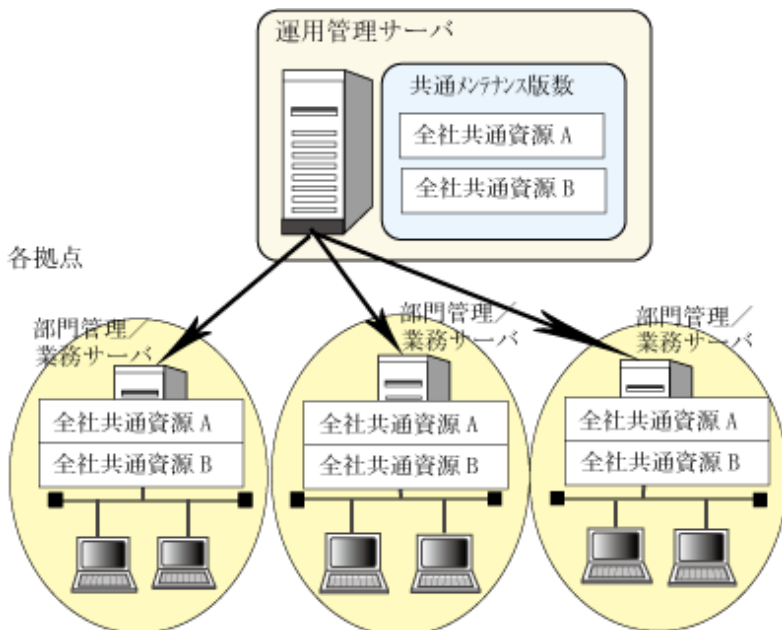 運用管理サーバ
共通ﾒﾝﾃﾅﾝｽ版数
全社共通資源 A
全社共通資源 B
各拠点
部門管理／
業務サーバ
全社共通資源 A
全社共通資源 B
部門管理／
業務サーバ
全社共通資源 A
全社共通資源 B
部門管理／
業務サーバ
全社共通資源 A
全社共通資源 B